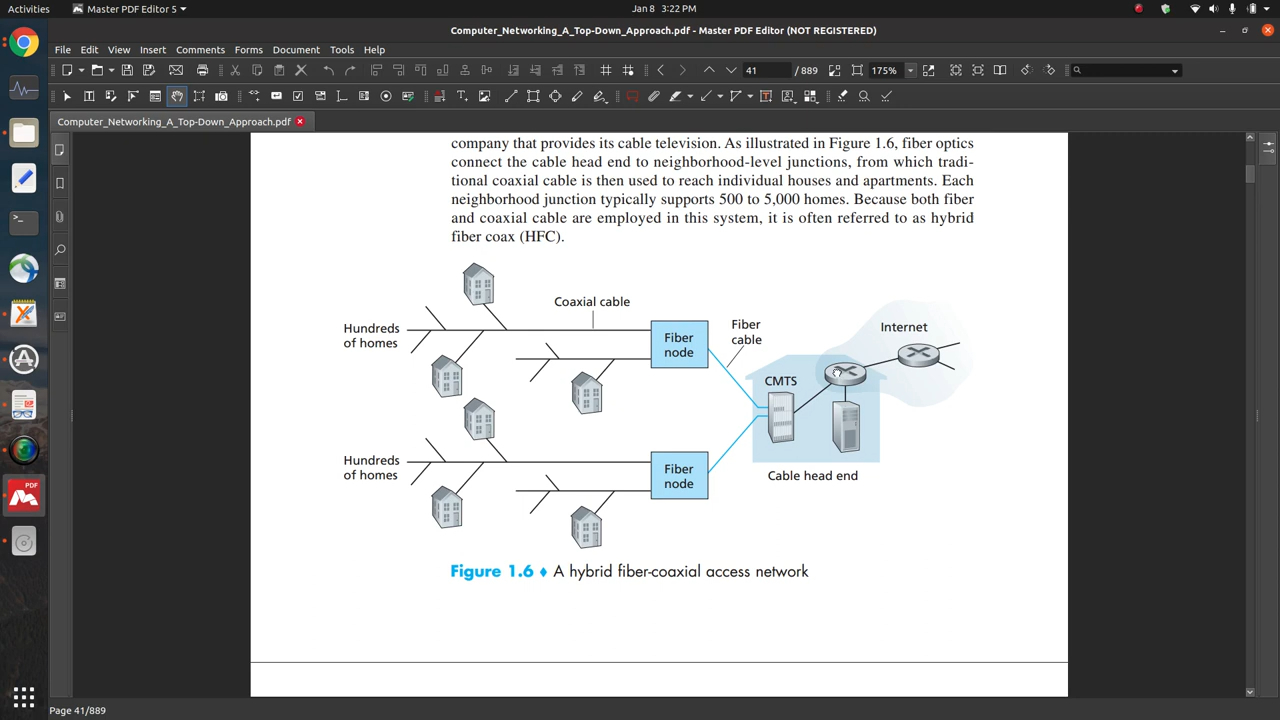 Activities
Master PDF Editor 5
Jan 8 3:22 PM
Computer_Networking_A_Top-Down_Approach.pdf - Master PDF Editor (NOT REGISTERED)
File Edit View Insert Comments Forms Document Tools Help
41 / 889 175%
Computer_Networking_A_Top-Down_Approach.pdf
company that provides its cable television. As illustrated in Figure 1.6, fiber optics
connect the cable head end to neighborhood-level junctions, from which tradi-
tional coaxial cable is then used to reach individual houses and apartments. Each
neighborhood junction typically supports 500 to 5,000 homes. Because both fiber
and coaxial cable are employed in this system, it is often referred to as hybrid
fiber coax (HFC).
Coaxial cable
Hundreds
of homes
Fiber
node
Fiber
cable
Internet
CMTS
Hundreds
of homes
Fiber
node
Cable head end
Figure 1.6 ♦ A hybrid fiber-coaxial access network
PDF
Page 41/889